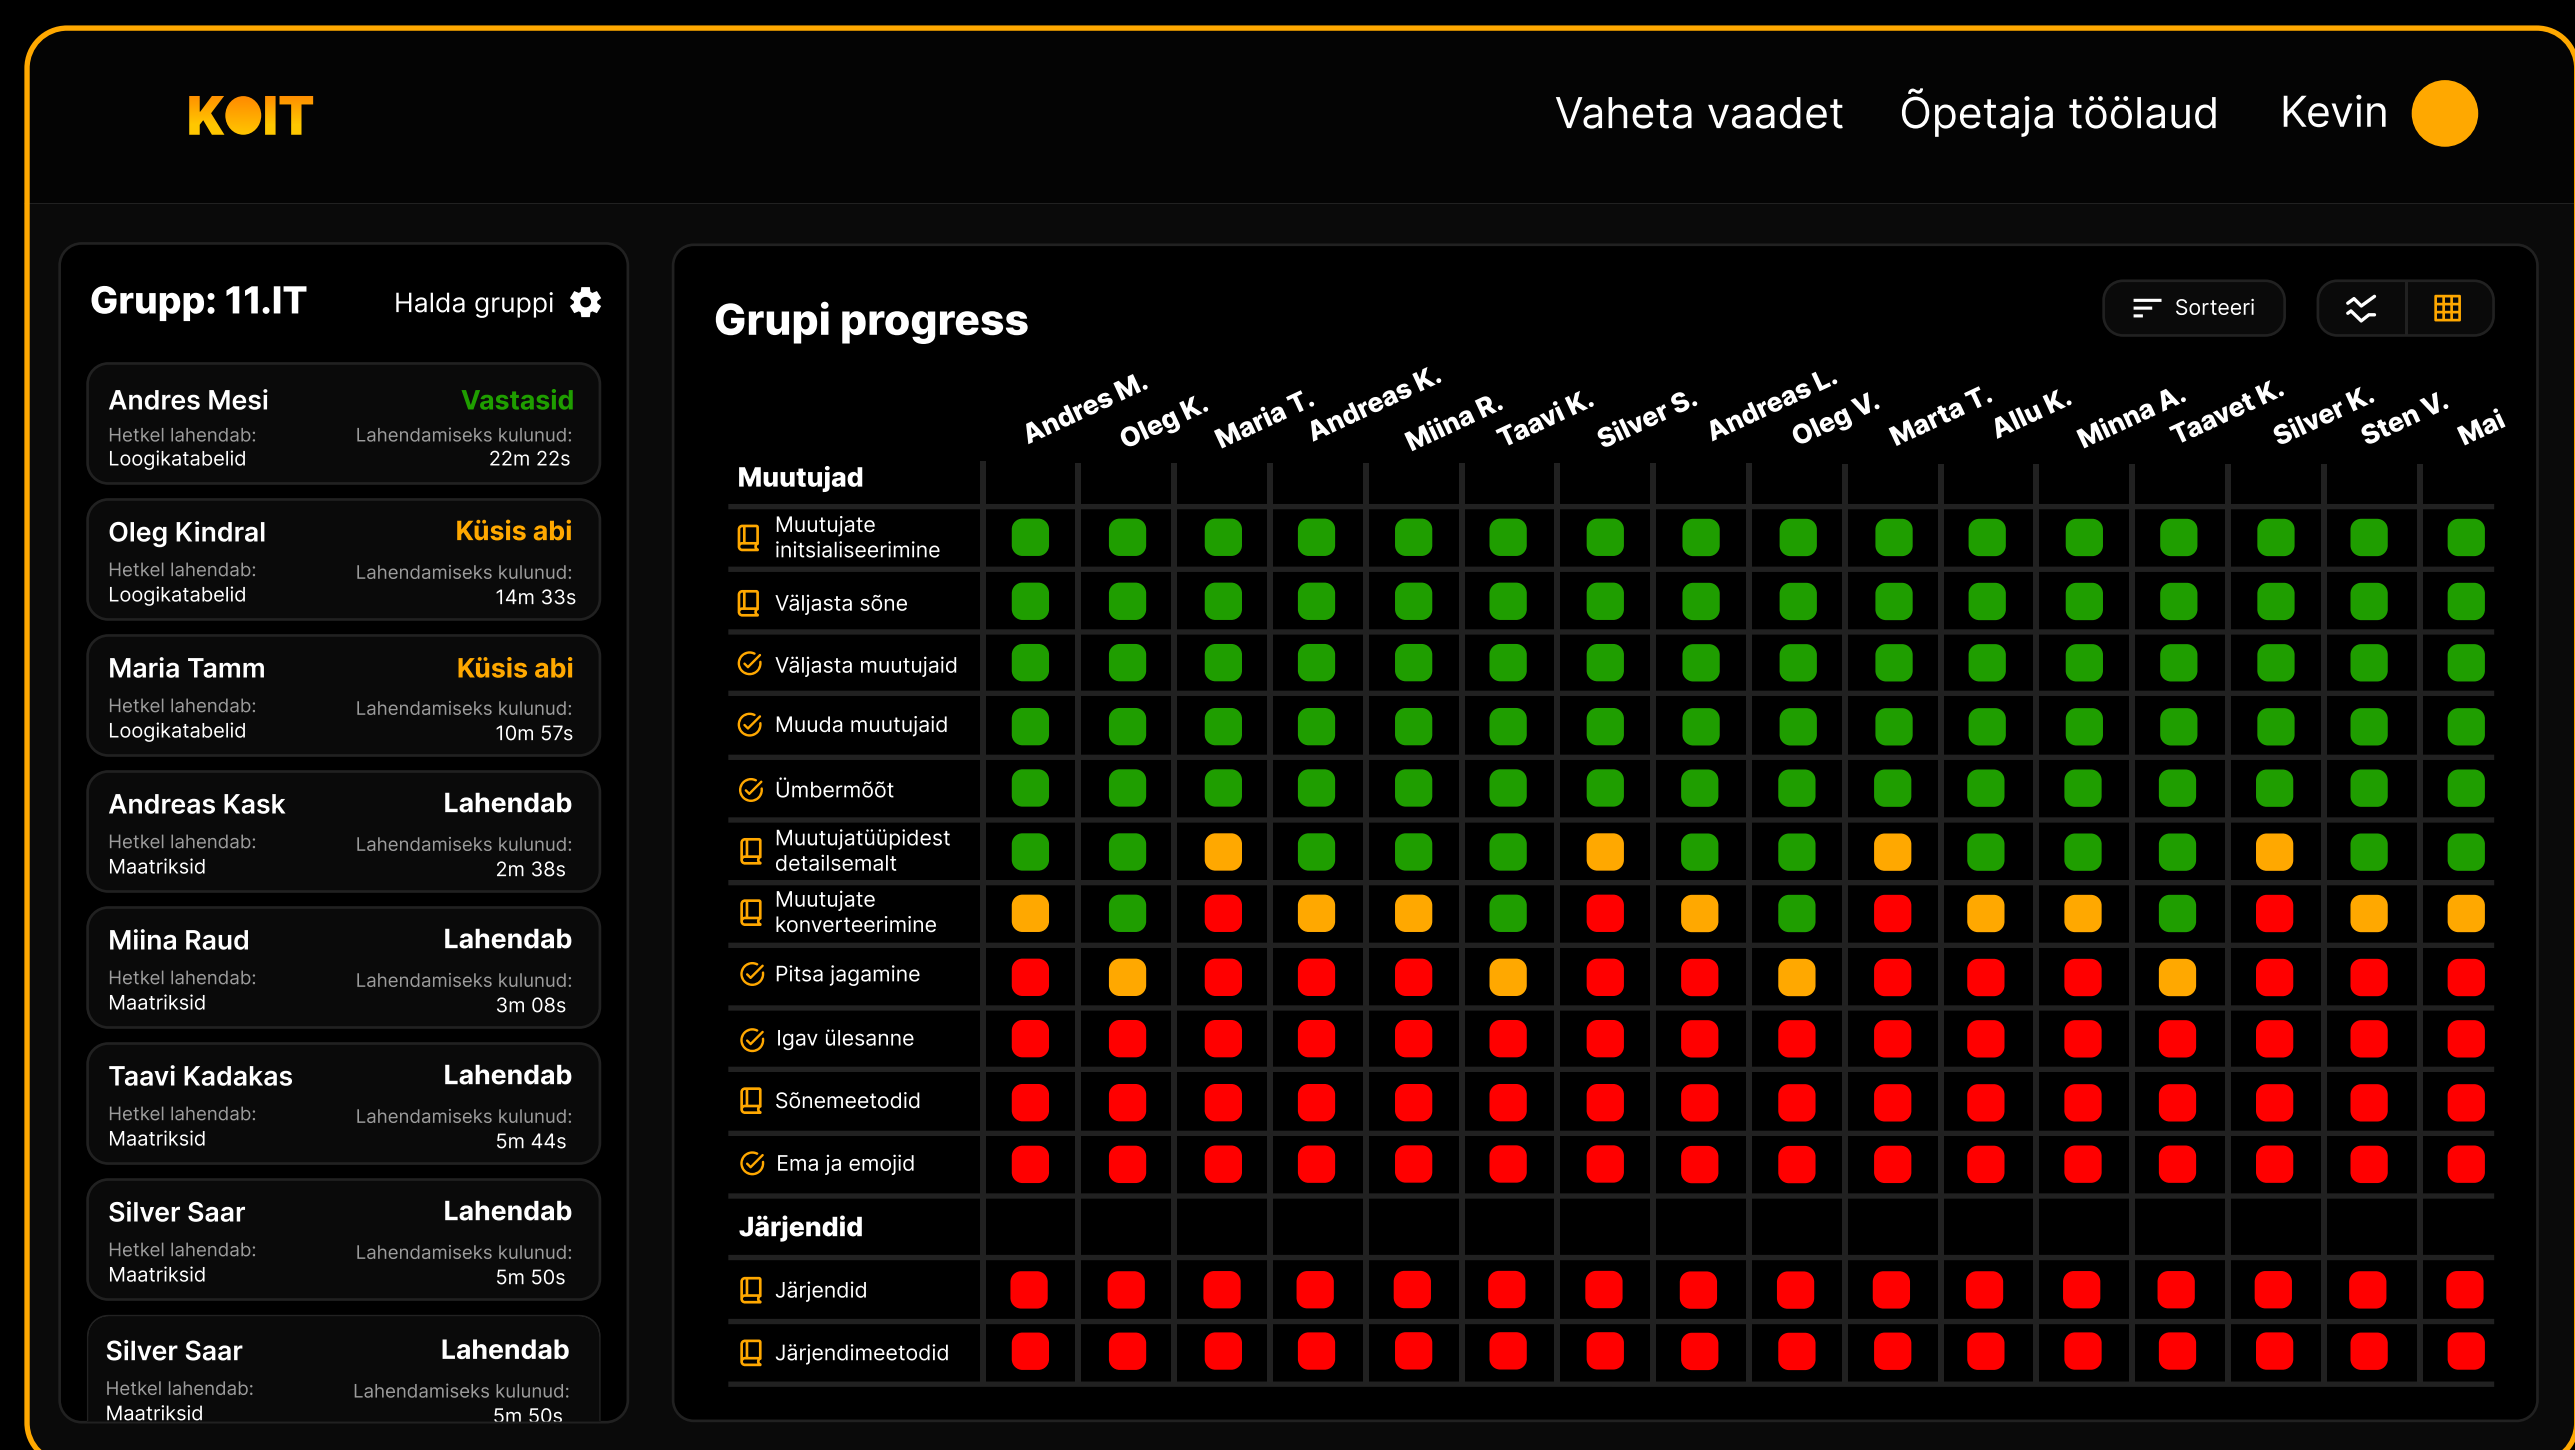 KOIT
Vaheta vaadet
Õpetaja töölaud
Kevin
Grupp: 11.IT
Halda gruppi
Andres Mesi
Vastasid
Hetkel lahendab:
Lahendamiseks kulunud:
Loogikatabelid
22m 22s
Oleg Kindral
Küsis abi
Hetkel lahendab:
Lahendamiseks kulunud:
Loogikatabelid
14m 33s
Maria Tamm
Küsis abi
Hetkel lahendab:
Lahendamiseks kulunud:
Loogikatabelid
10m 57s
Andreas Kask
Lahendab
Hetkel lahendab:
Lahendamiseks kulunud:
Maatriksid
2m 38s
Miina Raud
Lahendab
Hetkel lahendab:
Lahendamiseks kulunud:
Maatriksid
3m 08s
Taavi Kadakas
Lahendab
Hetkel lahendab:
Lahendamiseks kulunud:
Maatriksid
5m 44s
Silver Saar
Lahendab
Hetkel lahendab:
Lahendamiseks kulunud:
Maatriksid
5m 50s
Silver Saar
Lahendab
Hetkel lahendab:
Lahendamiseks kulunud:
Maatriksid
5m 50s
Grupi progress
Sorteeri
Andres M.
Oleg K.
Maria T.
Andreas K.
Miina R.
Taavi K.
Silver S.
Andreas L.
Oleg V.
Marta T.
Allu K.
Minna A.
Taavet K.
Silver K.
Sten V.
Mai
Muutujad
Muutujate
initsialiseerimine
Väljasta sõne
Väljasta muutujaid
Muuda muutujaid
Ümbermõõt
Muutujatüüpidest
detailsemalt
Muutujate
konverteerimine
Pitsa jagamine
Igav ülesanne
Sõnemeetodid
Ema ja emojid
Järjendid
Järjendid
Järjendimeetodid